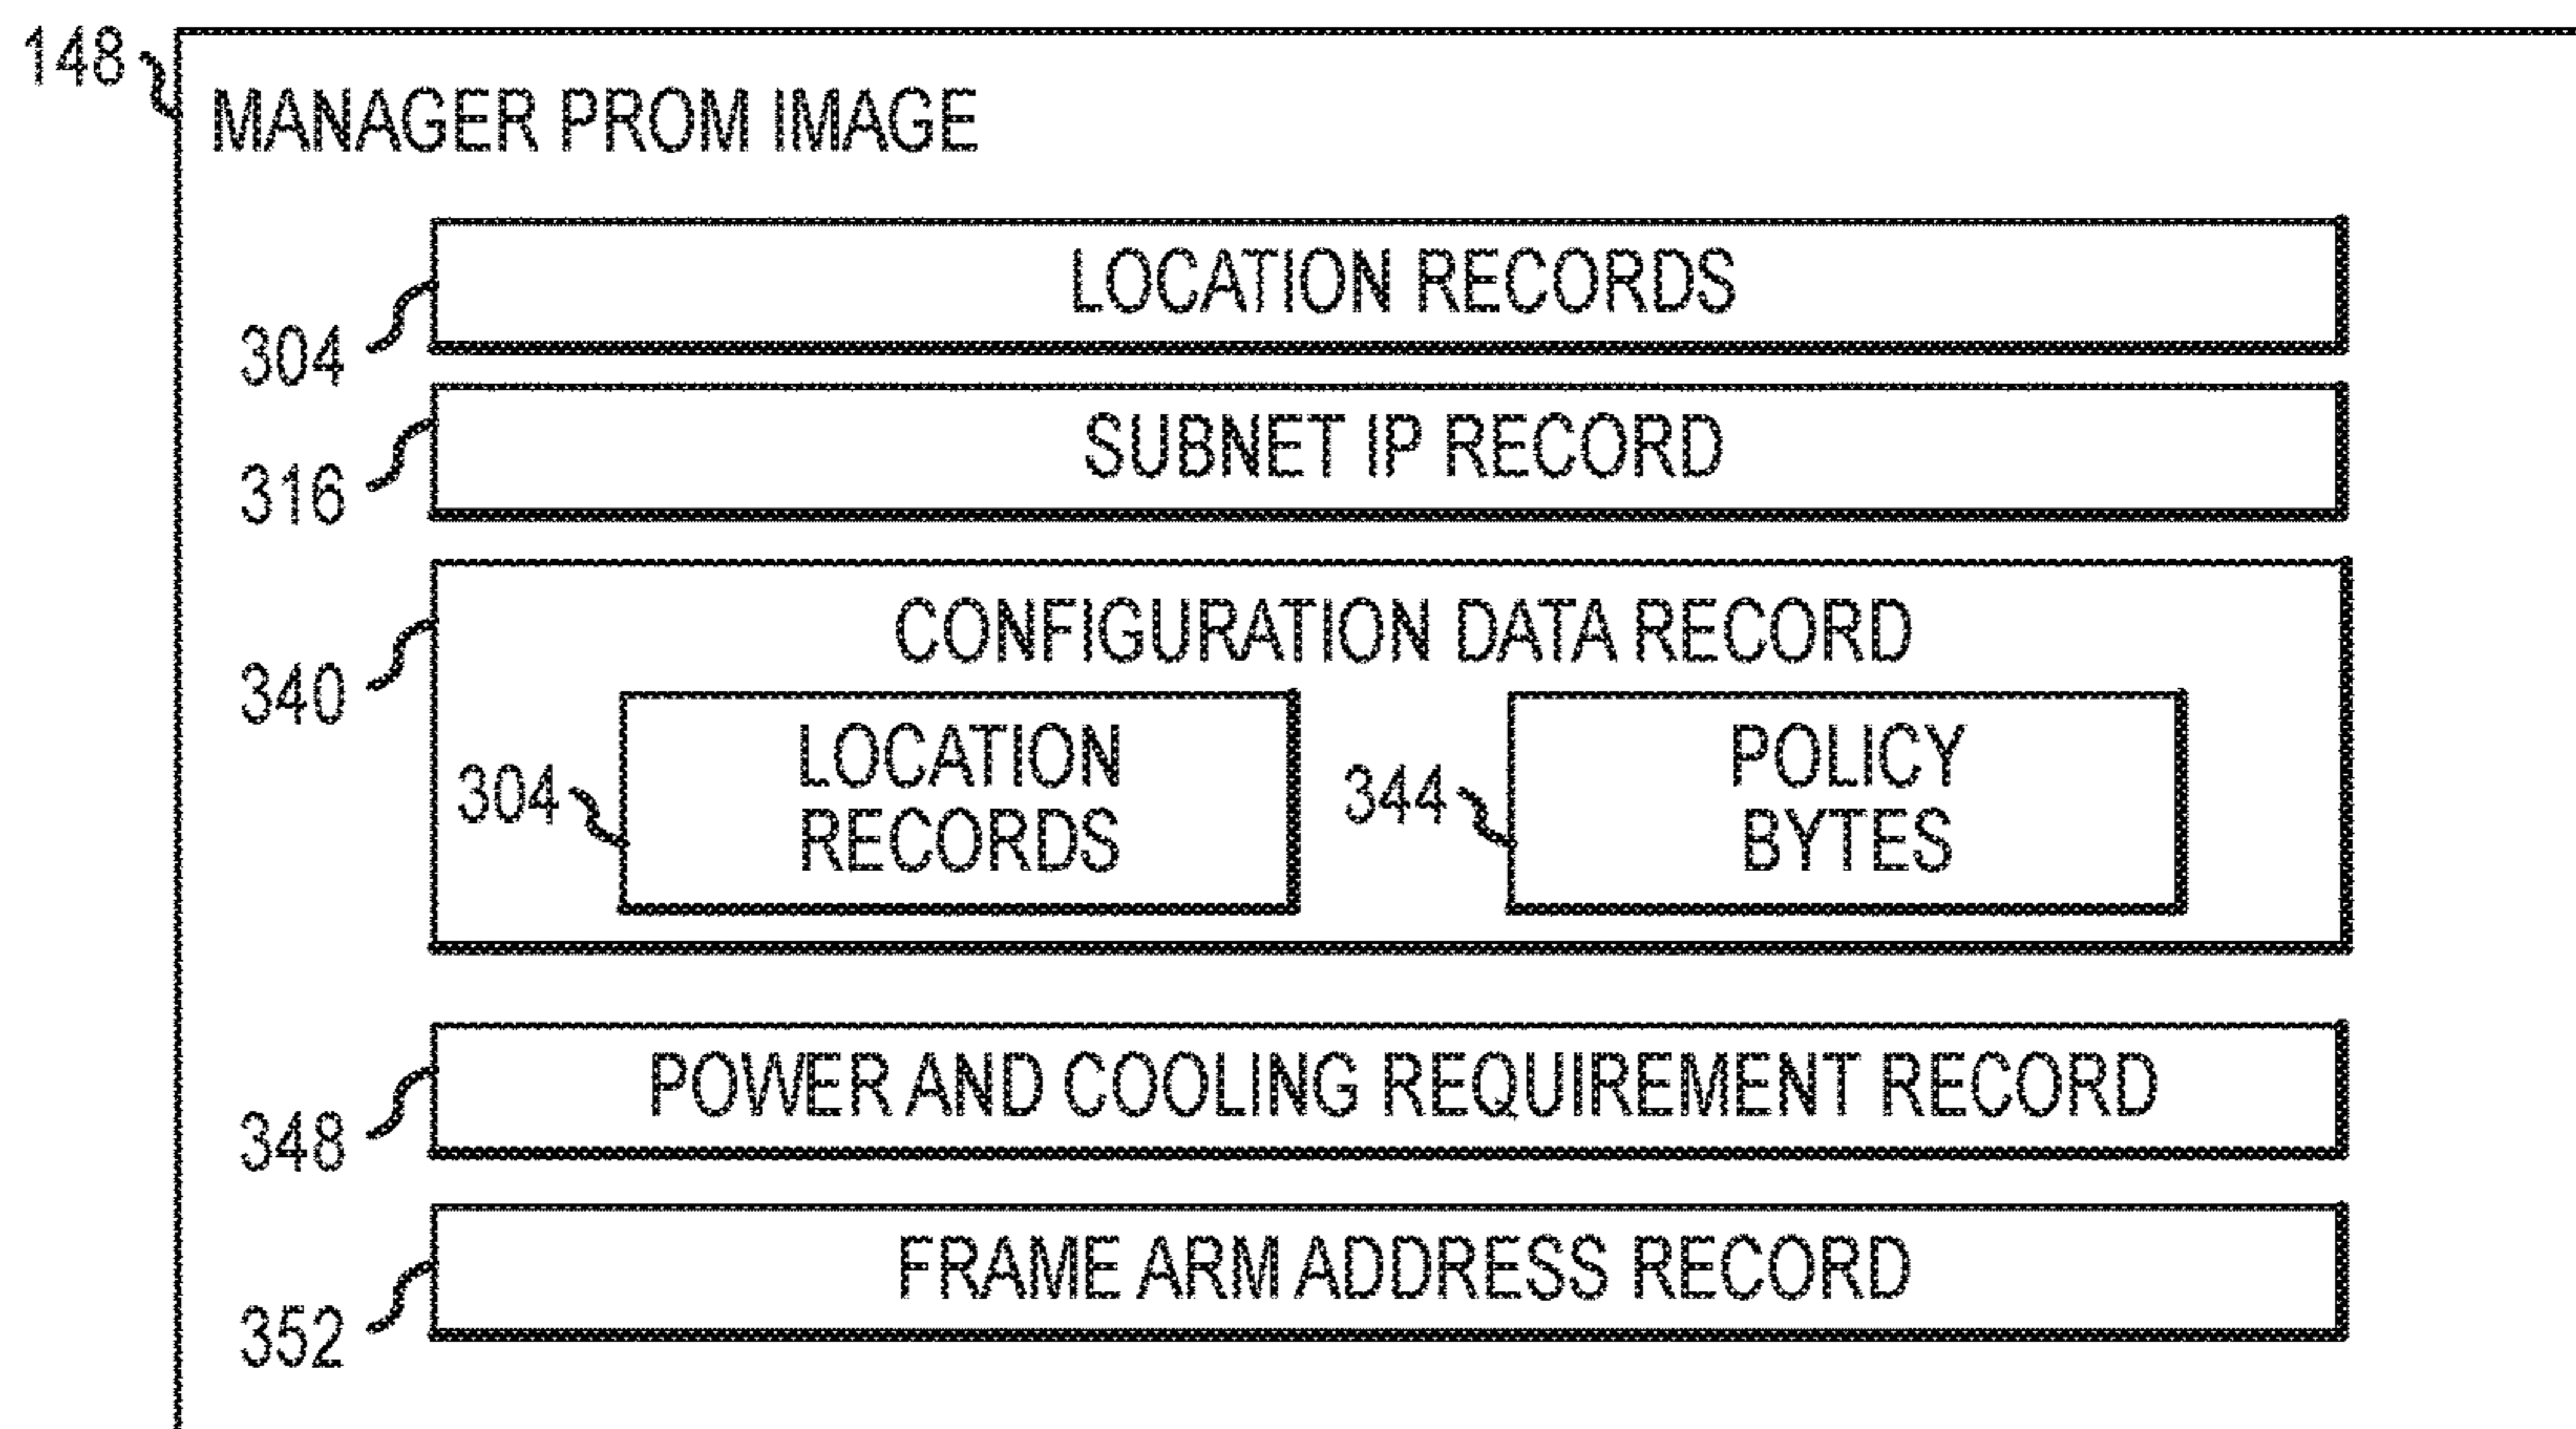 148
MANAGER PROM IMAGE
LOCATION RECORDS
304
SUBNET IP RECORD
316
CONFIGURATION DATA RECORD
340
LOCATION
RECORDS
304
POLICY
BYTES
344
POWER AND COOLING REQUIREMENT RECORD
348
FRAME ARM ADDRESS RECORD
352